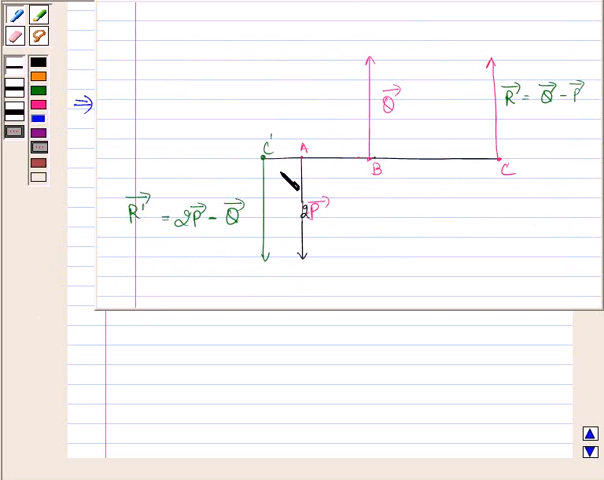 Q⃗
R⃗ = Q⃗ - P⃗
C' A
B C
R'⃗ = 2P⃗ - Q⃗
2P⃗